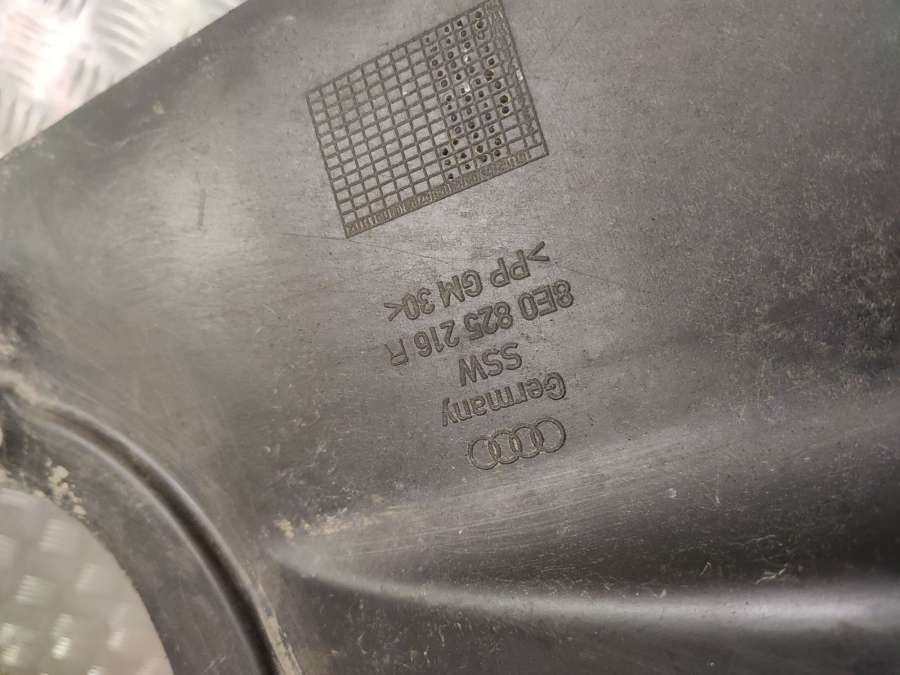 Germany
SSW
8E0 825 216 R
>PP GM 30<